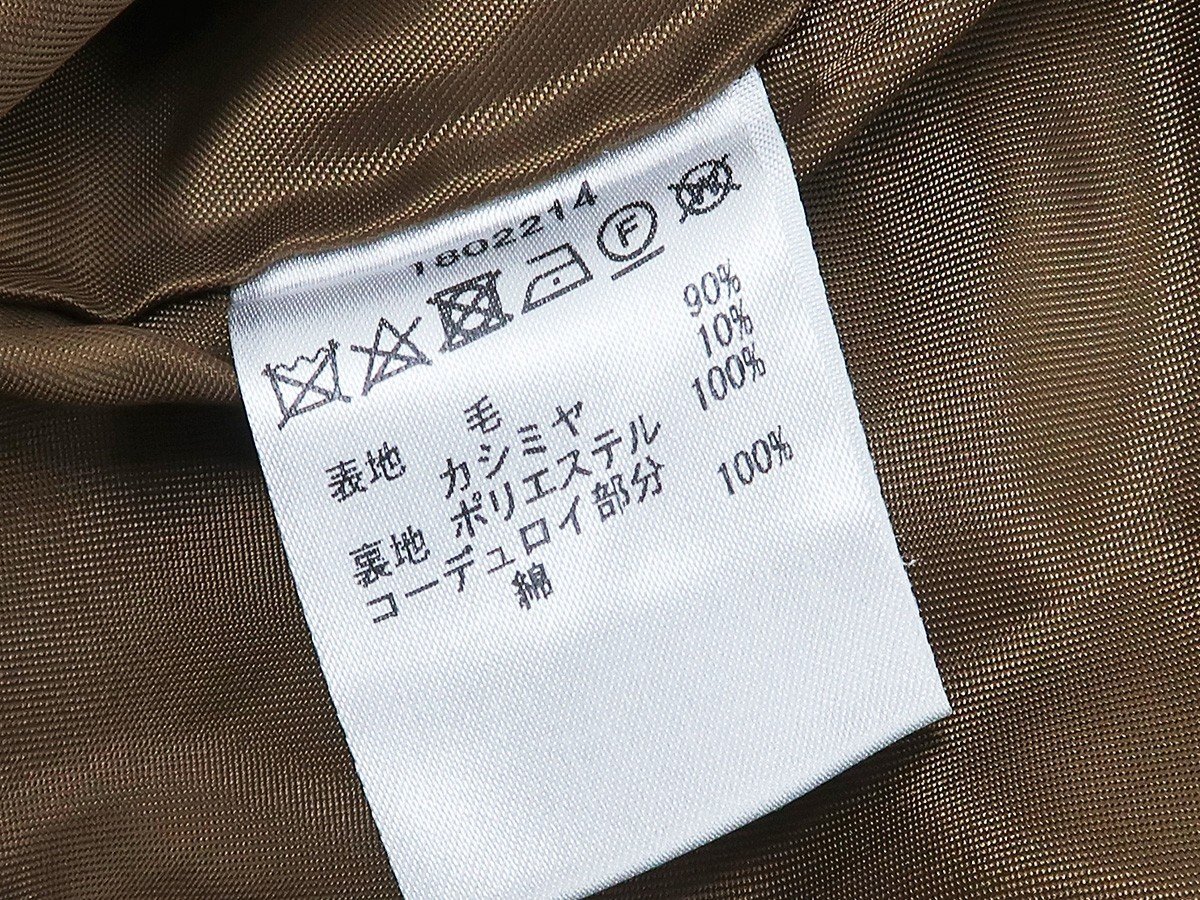 1602214
F
W
表地 毛 90%
カシミヤ 10%
裏地 ポリエステル 100%
コーデュロイ部分
綿 100%